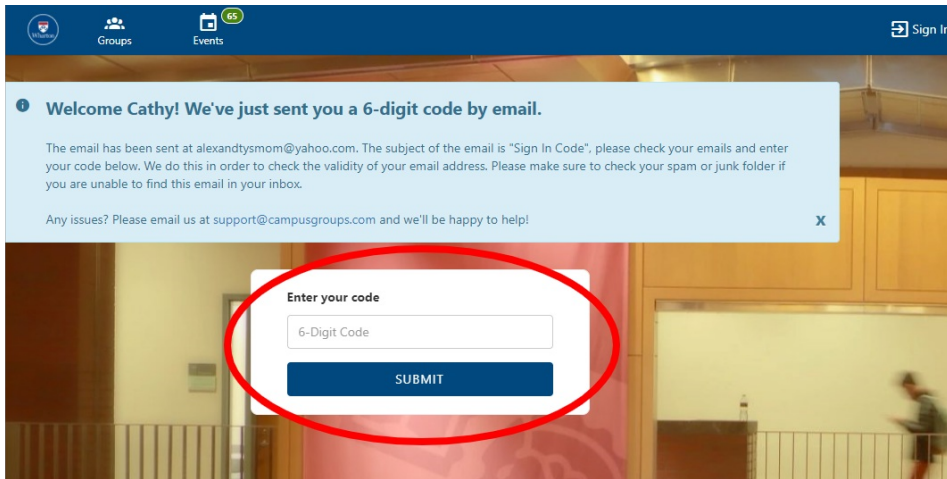 65
Wharton
Groups
Events
Sign In
Welcome Cathy! We've just sent you a 6-digit code by email.
The email has been sent at alexandtysmom@yahoo.com. The subject of the email is "Sign In Code", please check your emails and enter
your code below. We do this in order to check the validity of your email address. Please make sure to check your spam or junk folder if
you are unable to find this email in your inbox.
Any issues? Please email us at support@campusgroups.com and we'll be happy to help!
X
Enter your code
6-Digit Code
SUBMIT